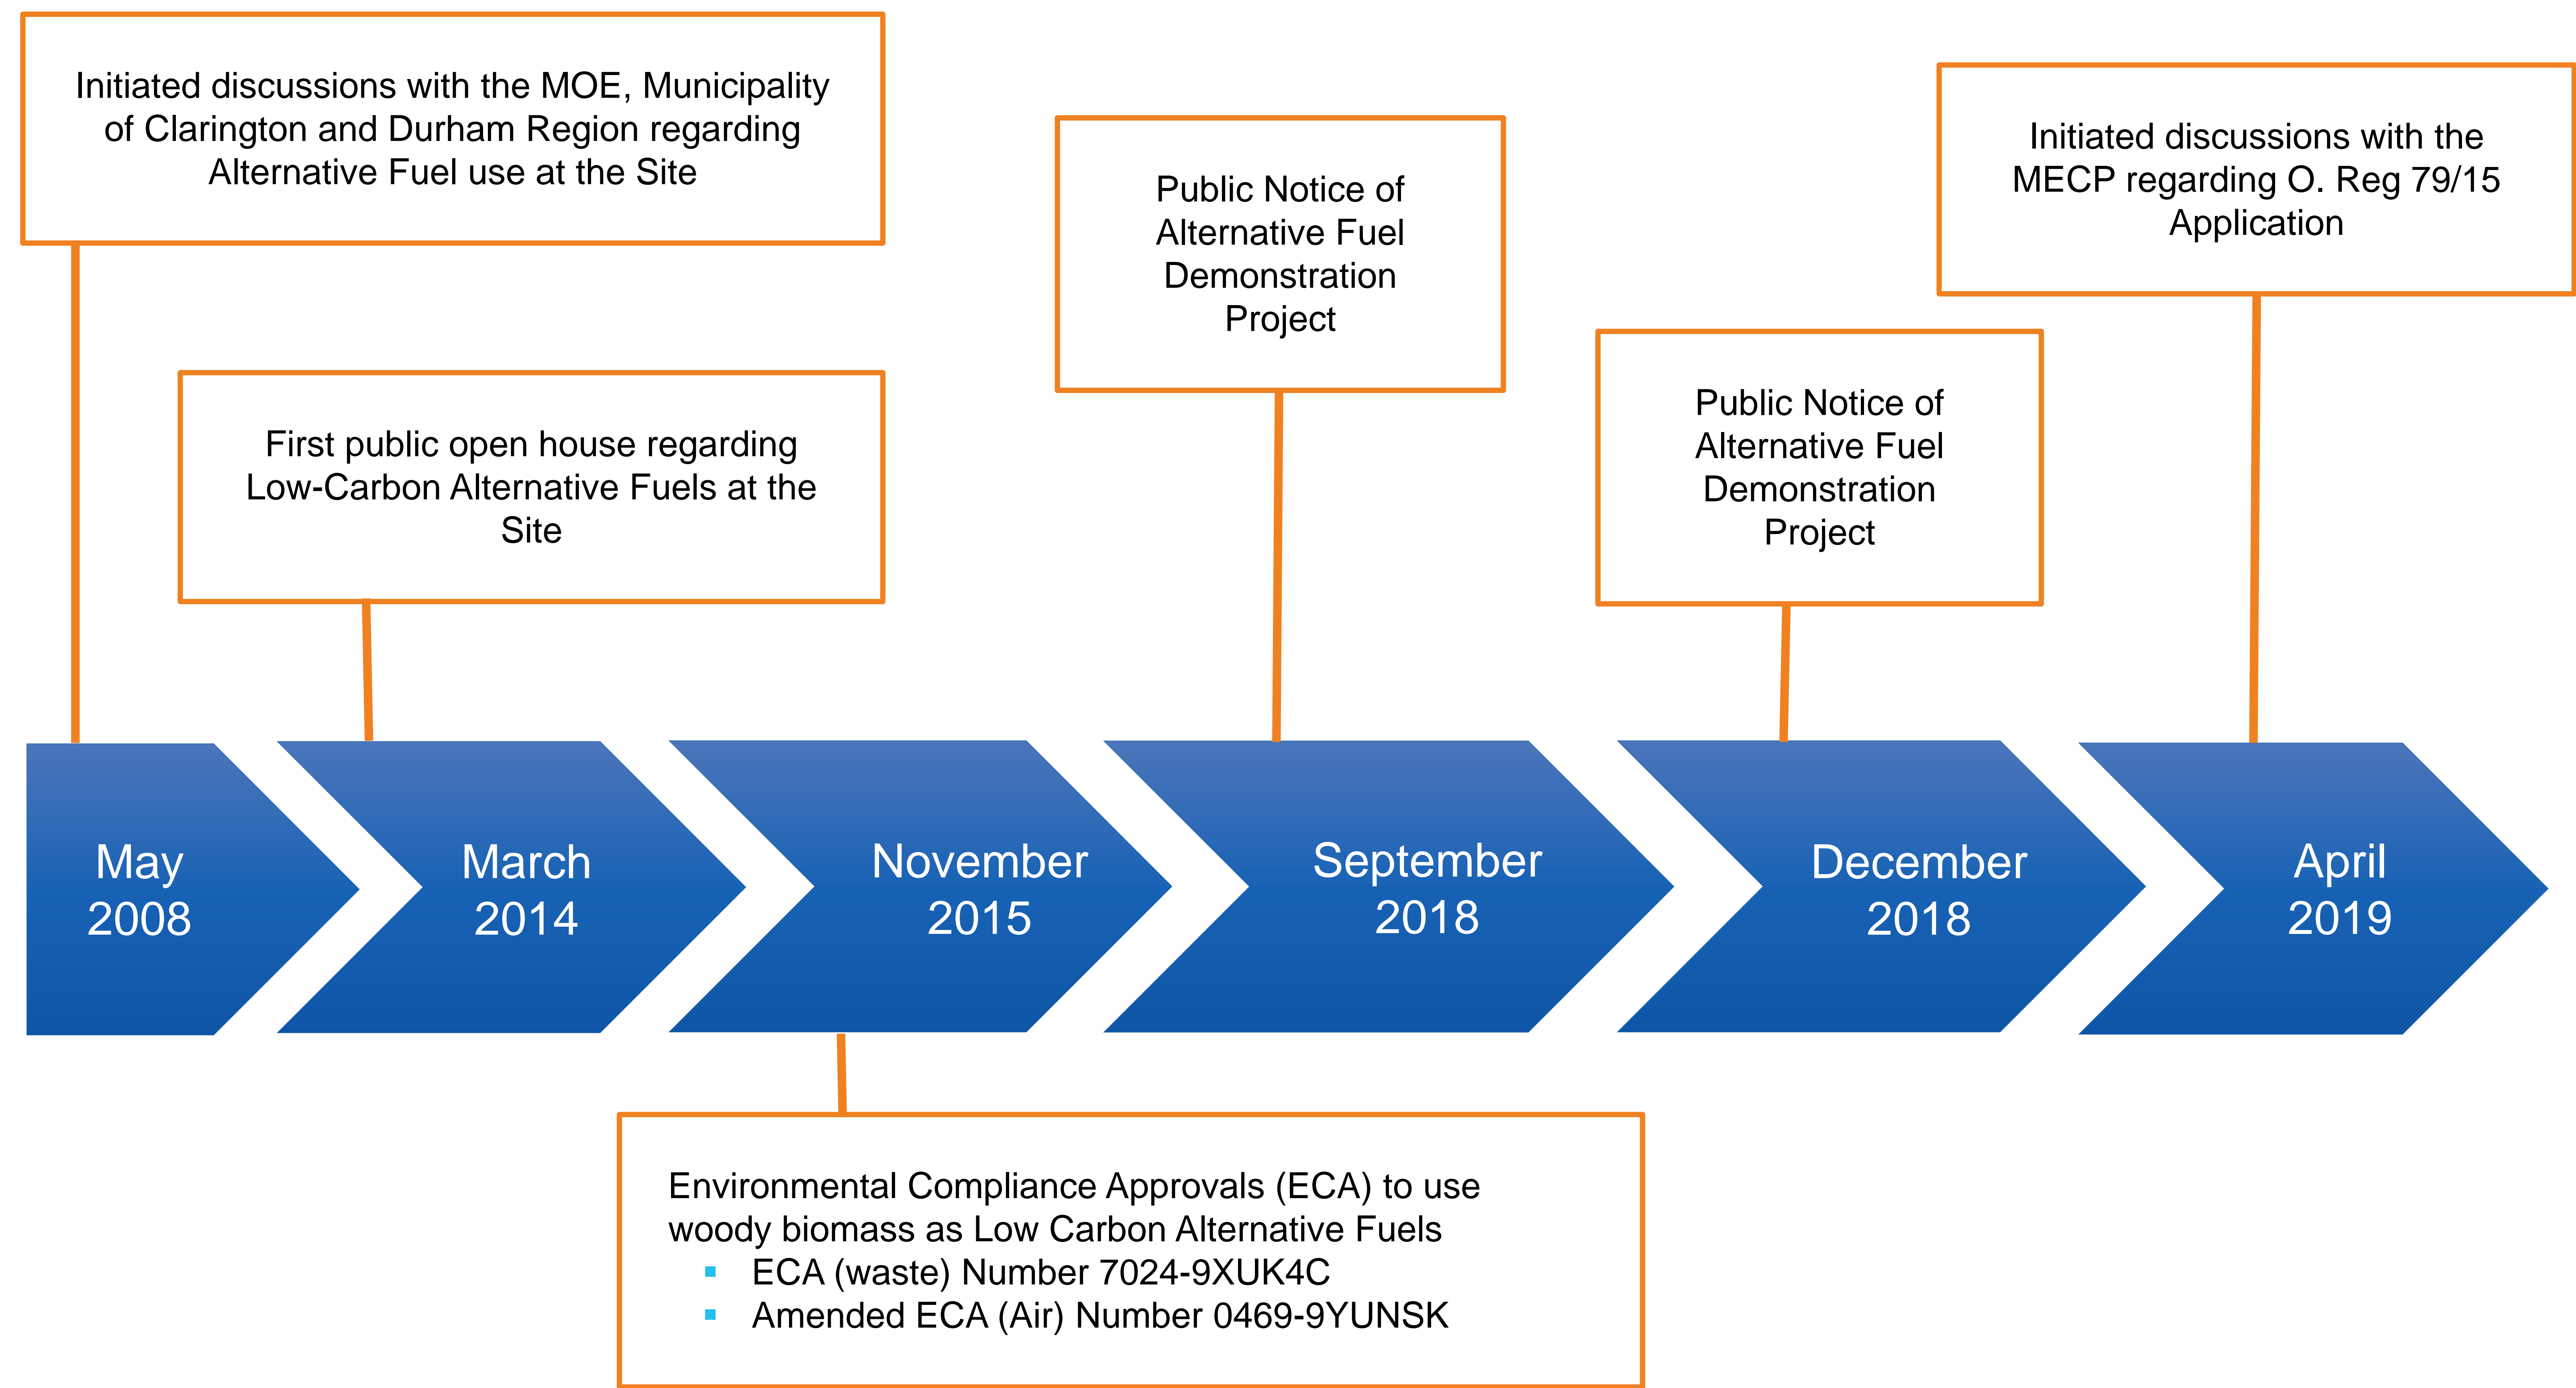 Initiated discussions with the MOE, Municipality
of Clarington and Durham Region regarding
Alternative Fuel use at the Site
First public open house regarding
Low-Carbon Alternative Fuels at the
Site
Public Notice of
Alternative Fuel
Demonstration
Project
Public Notice of
Alternative Fuel
Demonstration
Project
Initiated discussions with the
MECP regarding O. Reg 79/15
Application
May
2008
March
2014
November
2015
September
2018
December
2018
April
2019
Environmental Compliance Approvals (ECA) to use
woody biomass as Low Carbon Alternative Fuels
▪ ECA (waste) Number 7024-9XUK4C
▪ Amended ECA (Air) Number 0469-9YUNSK